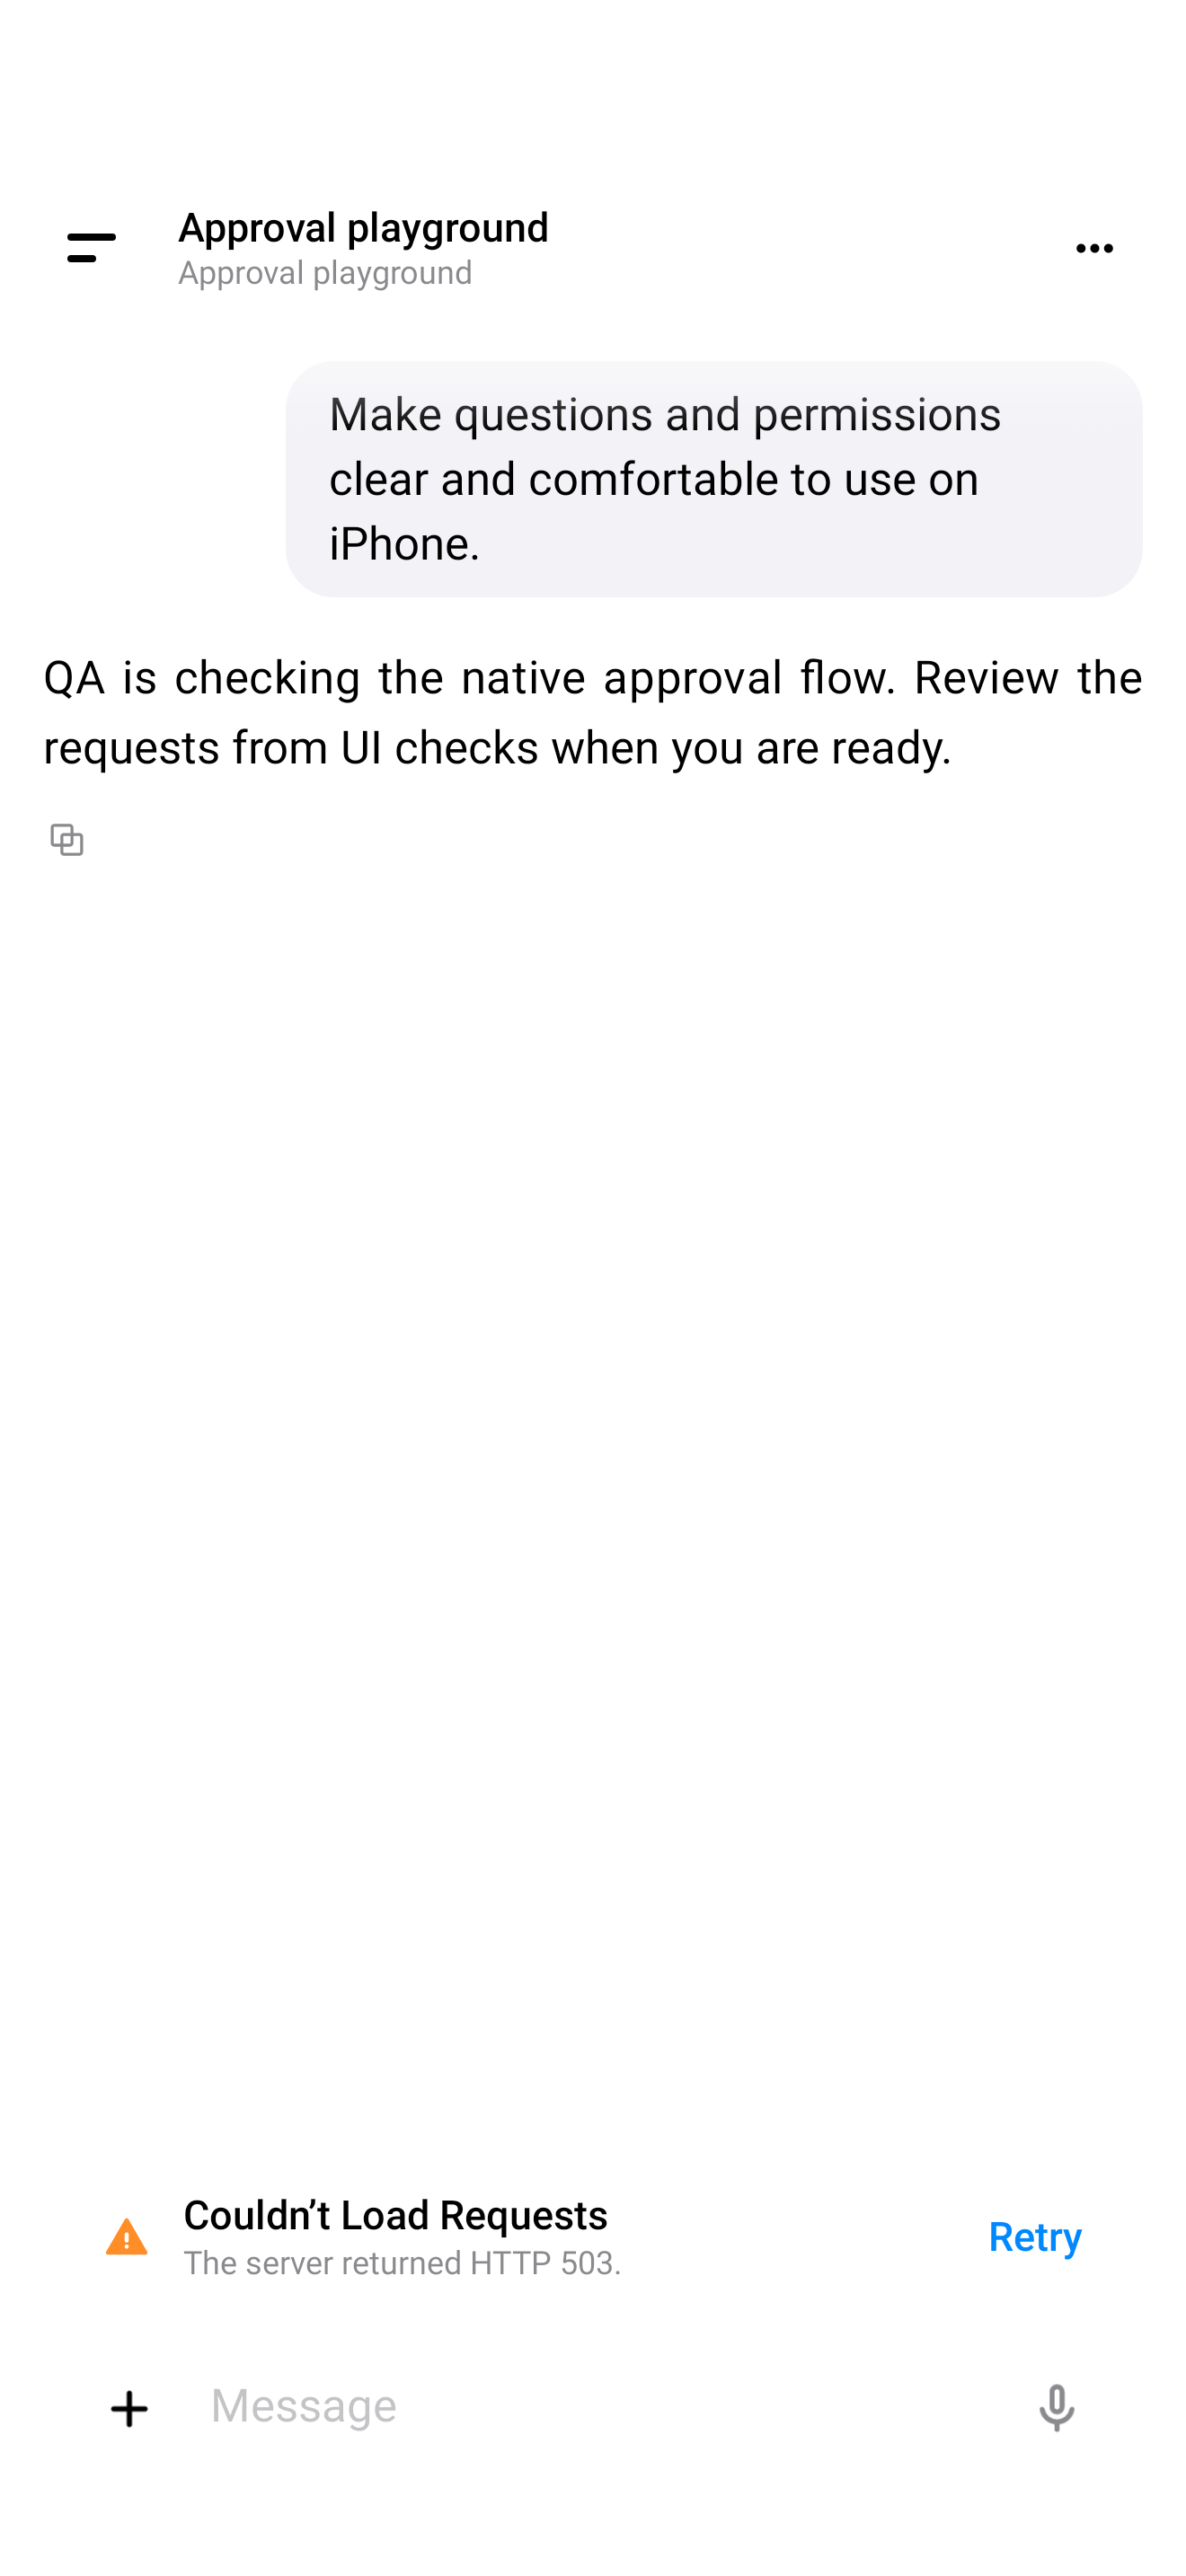 Approval playground
Approval playground
Make questions and permissions
clear and comfortable to use on
iPhone.
QA is checking the native approval flow. Review the
requests from UI checks when you are ready.
Couldn’t Load Requests
The server returned HTTP 503.
Retry
Message